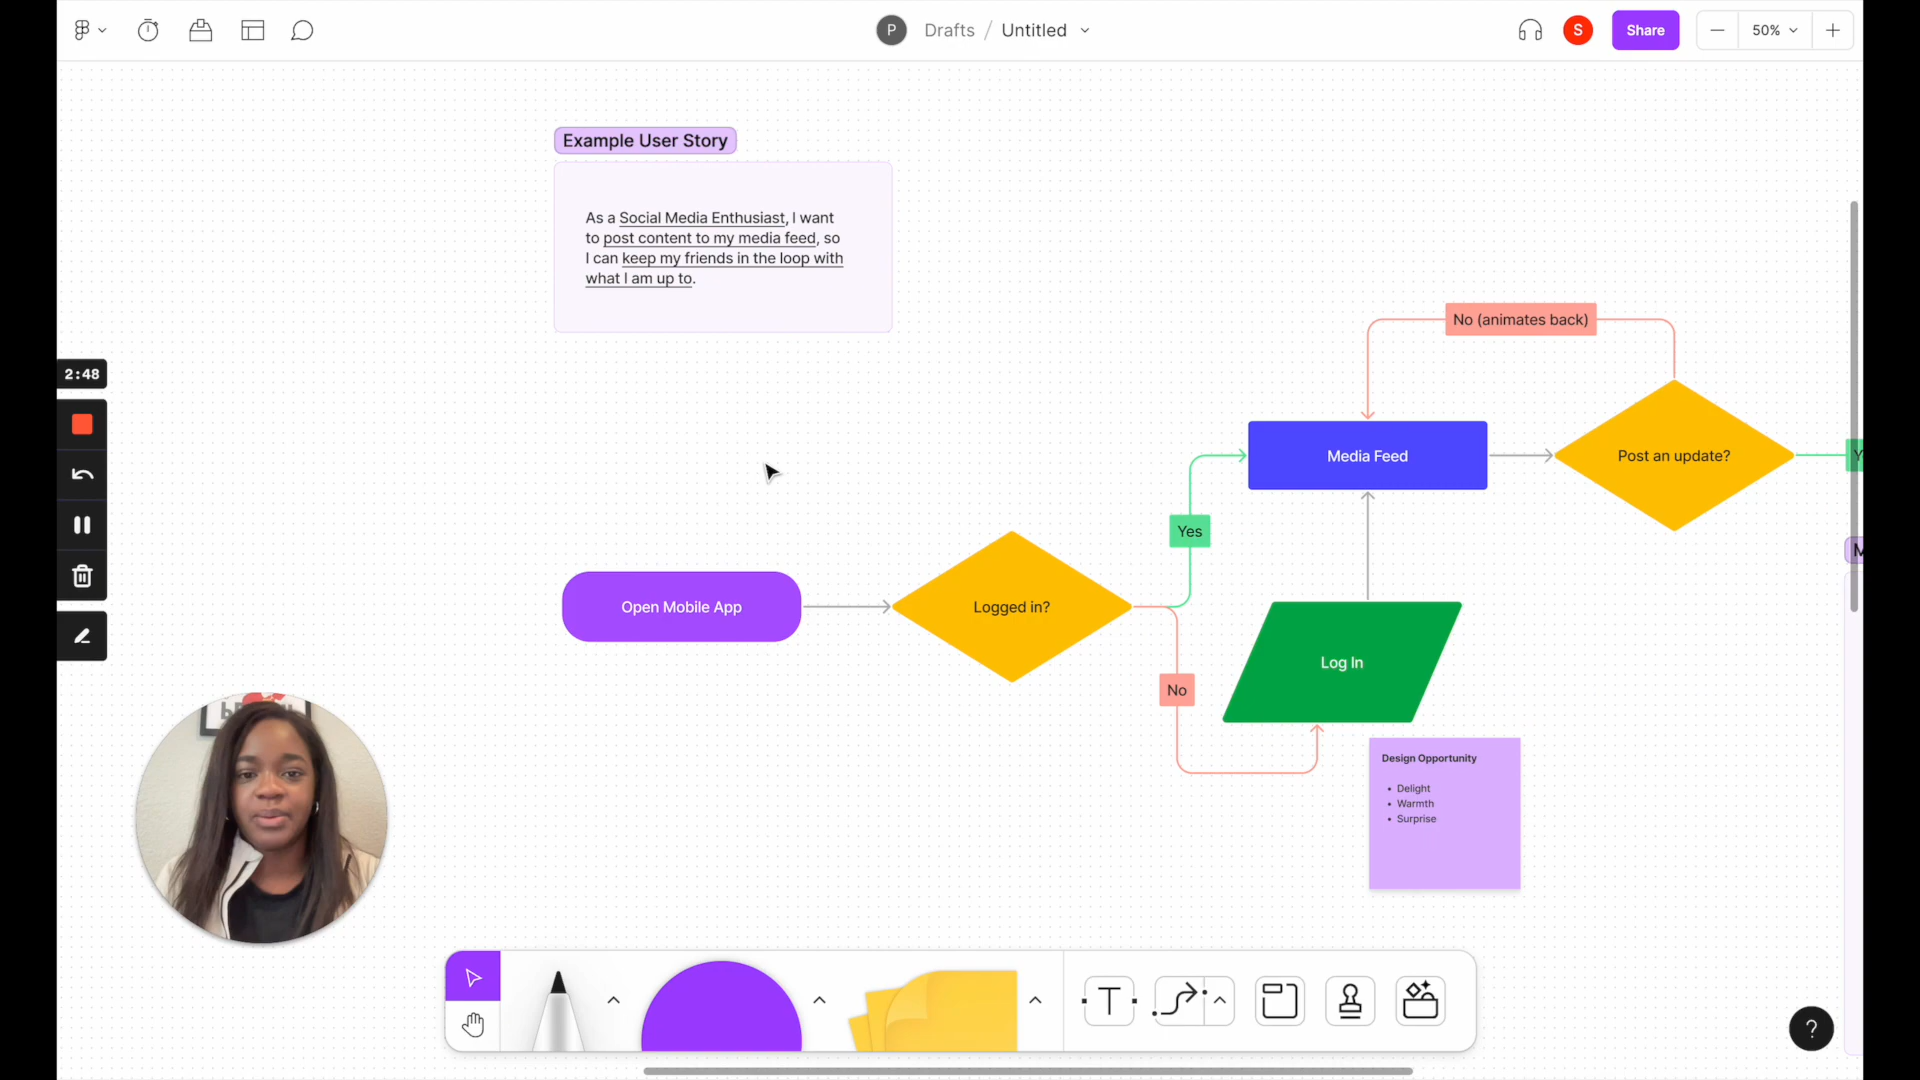 P Drafts / Untitled
S
Share
50%
Example User Story
As a Social Media Enthusiast, I want
to post content to my media feed, so
I can keep my friends in the loop with
what I am up to.
No (animates back)
2:48
Media Feed
Post an update?
Y
Yes
M
Open Mobile App
Logged in?
Log In
No
Design Opportunity
• Delight
• Warmth
• Surprise
T
?